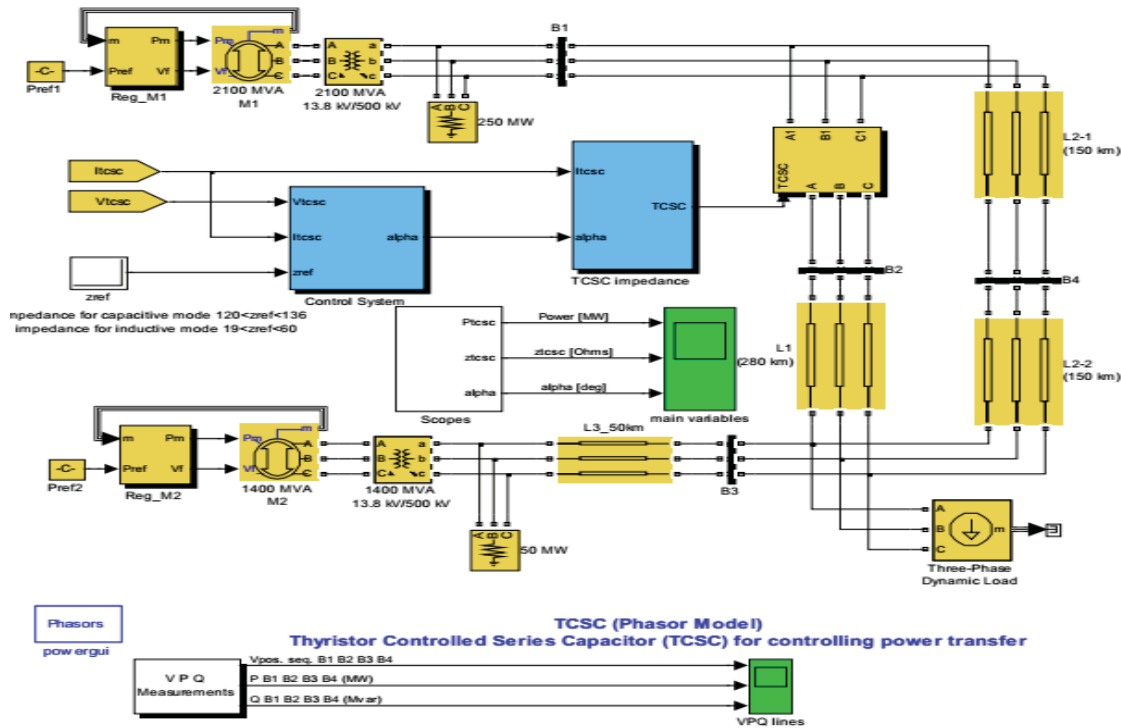 B1
m
Pref
Pm
Vf
Reg_M1
-C-
Pref1
Pm
Vf
m
A
B
C
2100 MVA
M1
A
B
C
a
b
c
2100 MVA
13.8 kV/500 kV
A
B
C
250 MW
A1
B1
C1
TCSC
A
B
C
L2-1
(150 km)
Itcsc
Vtcsc
Vtcsc
Itcsc
zref
alpha
Control System
Itcsc
alpha
TCSC
TCSC impedance
zref
npedance for capacitive mode 120<zref<136
impedance for inductive mode 19<zref<60
B2
B4
Ptcsc
ztcsc
alpha
Scopes
Power [MW]
ztcsc [Ohms]
alpha [deg]
main variables
L1
(280 km)
L2-2
(150 km)
m
Pref
Pm
Vf
Reg_M2
-C-
Pref2
Pm
Vf
m
A
B
C
1400 MVA
M2
A
B
C
a
b
c
1400 MVA
13.8 kV/500 kV
A
B
C
50 MW
L3_50km
B3
A
B
C
m
Three-Phase
Dynamic Load
Phasors
powergui
TCSC (Phasor Model)
Thyristor Controlled Series Capacitor (TCSC) for controlling power transfer
V P Q
Measurements
Vpos. seq. B1 B2 B3 B4
P B1 B2 B3 B4 (MW)
Q B1 B2 B3 B4 (Mvar)
VPQ lines